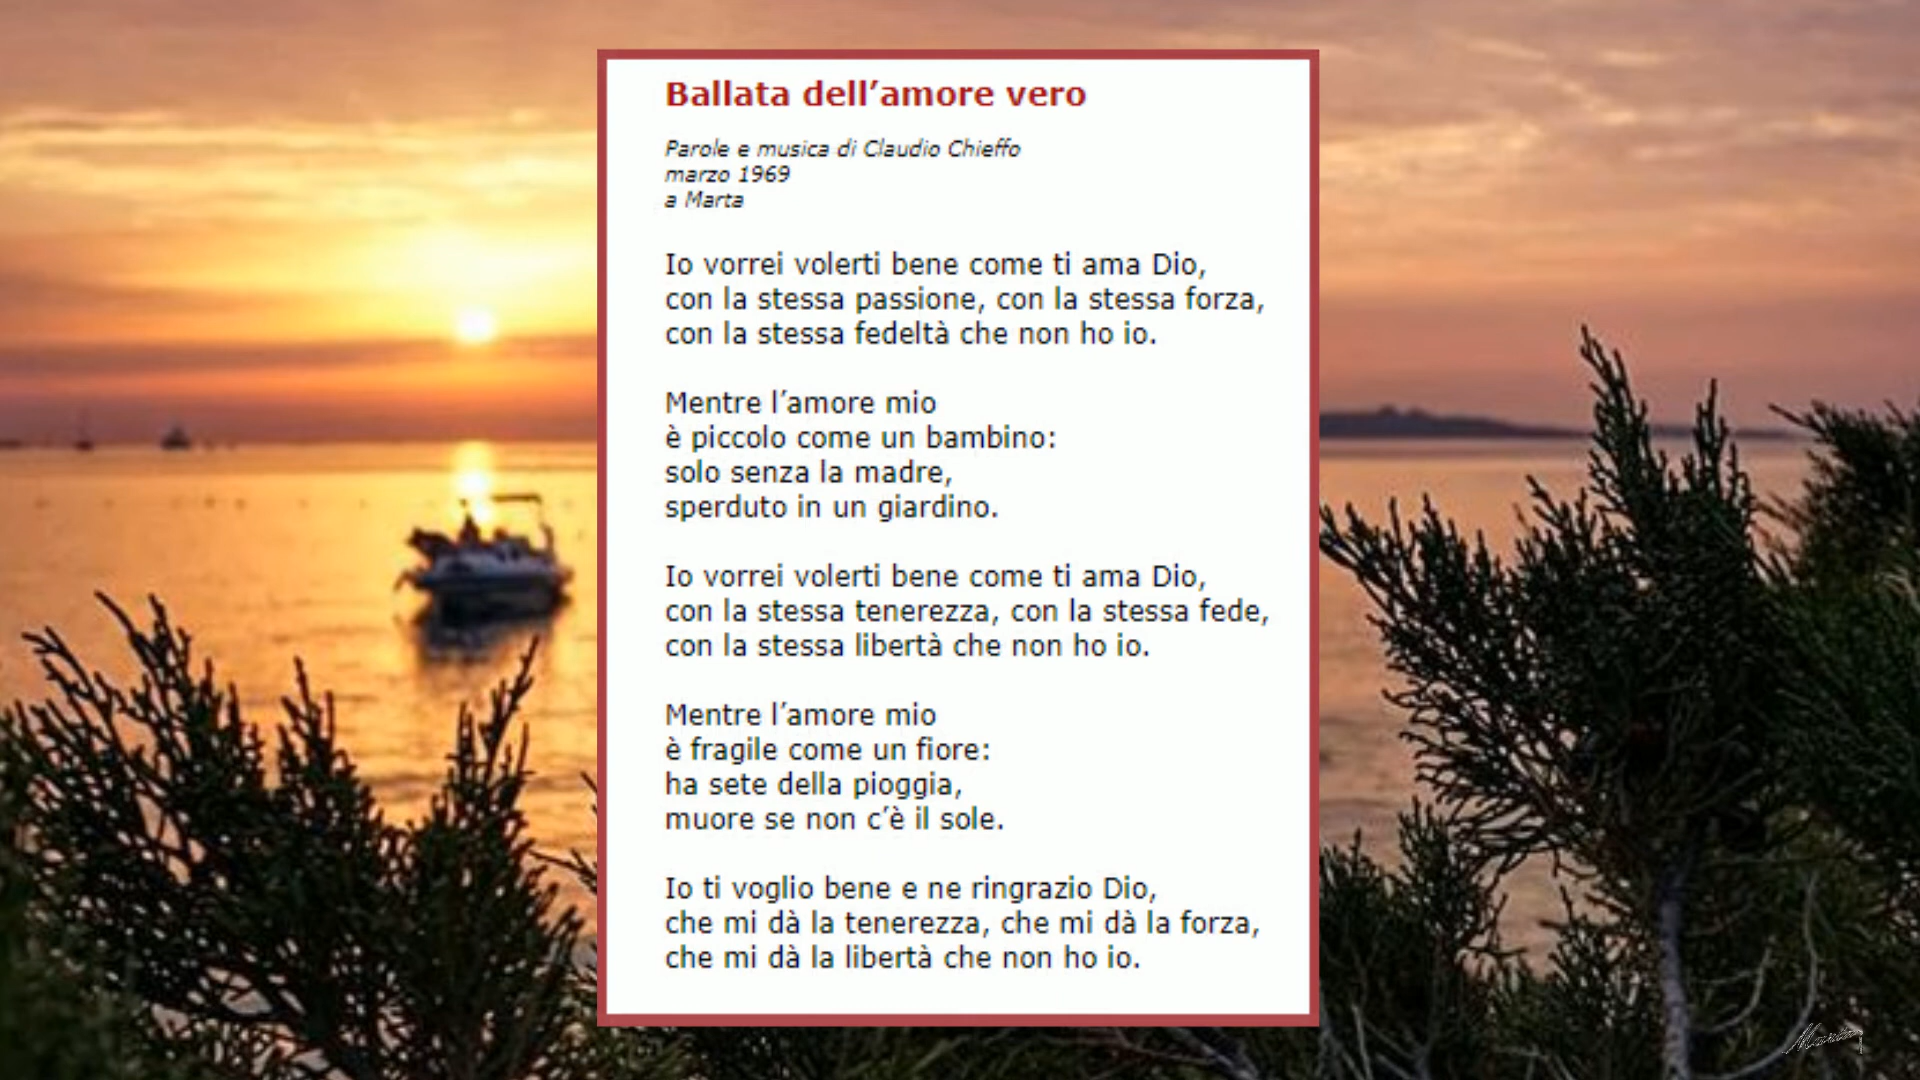 Ballata dell’amore vero
Parole e musica di Claudio Chieffo
marzo 1969
a Marta
Io vorrei volerti bene come ti ama Dio,
con la stessa passione, con la stessa forza,
con la stessa fedeltà che non ho io.
Mentre l’amore mio
è piccolo come un bambino:
solo senza la madre,
sperduto in un giardino.
Io vorrei volerti bene come ti ama Dio,
con la stessa tenerezza, con la stessa fede,
con la stessa libertà che non ho io.
Mentre l’amore mio
è fragile come un fiore:
ha sete della pioggia,
muore se non c’è il sole.
Io ti voglio bene e ne ringrazio Dio,
che mi dà la tenerezza, che mi dà la forza,
che mi dà la libertà che non ho io.